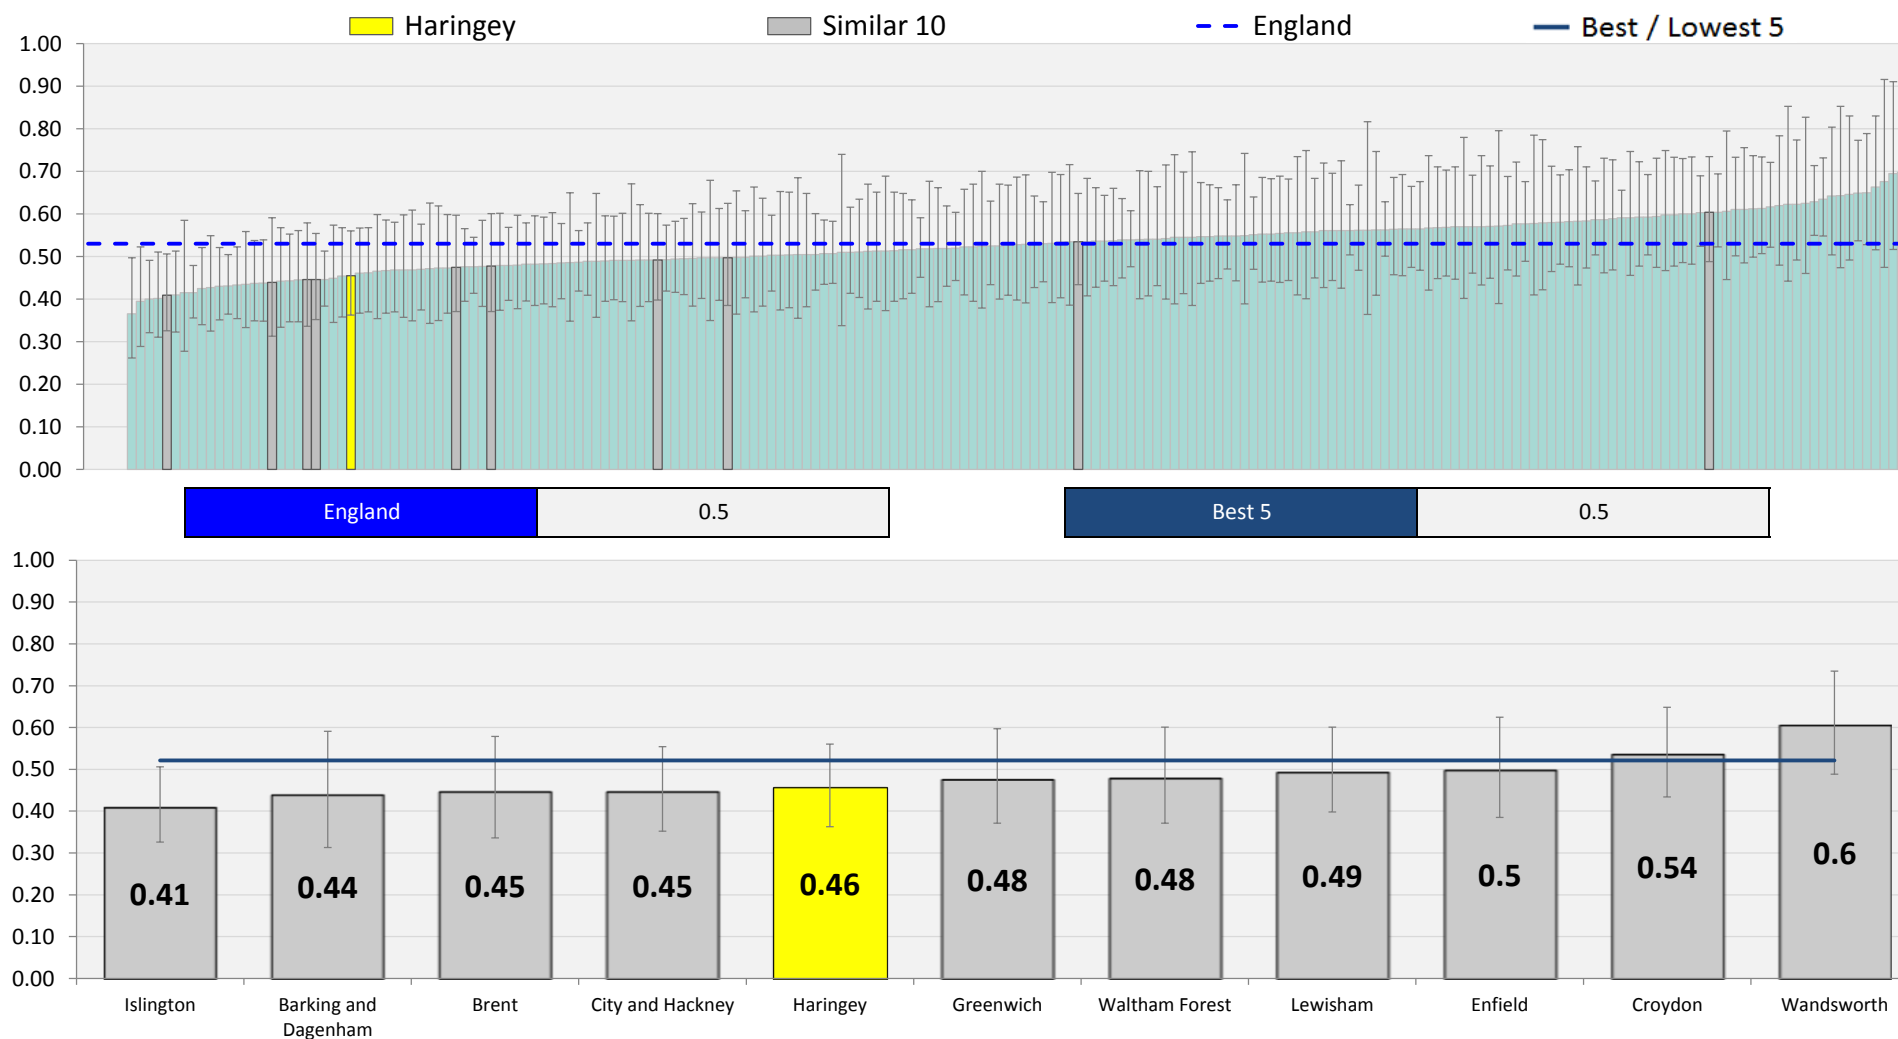 Haringey
Similar 10
England
Best / Lowest 5
1.00
0.90
0.80
0.70
0.60
0.50
0.40
0.30
0.20
0.10
0.00
England 0.5 Best 5 0.5
1.00
0.90
0.80
0.70
0.60
0.50
0.40
0.30
0.20
0.10
0.00
0.41 0.44 0.45 0.45 0.46 0.48 0.48 0.49 0.5 0.54 0.6
Islington
Barking and
Dagenham
Brent
City and Hackney
Haringey
Greenwich
Waltham Forest
Lewisham
Enfield
Croydon
Wandsworth